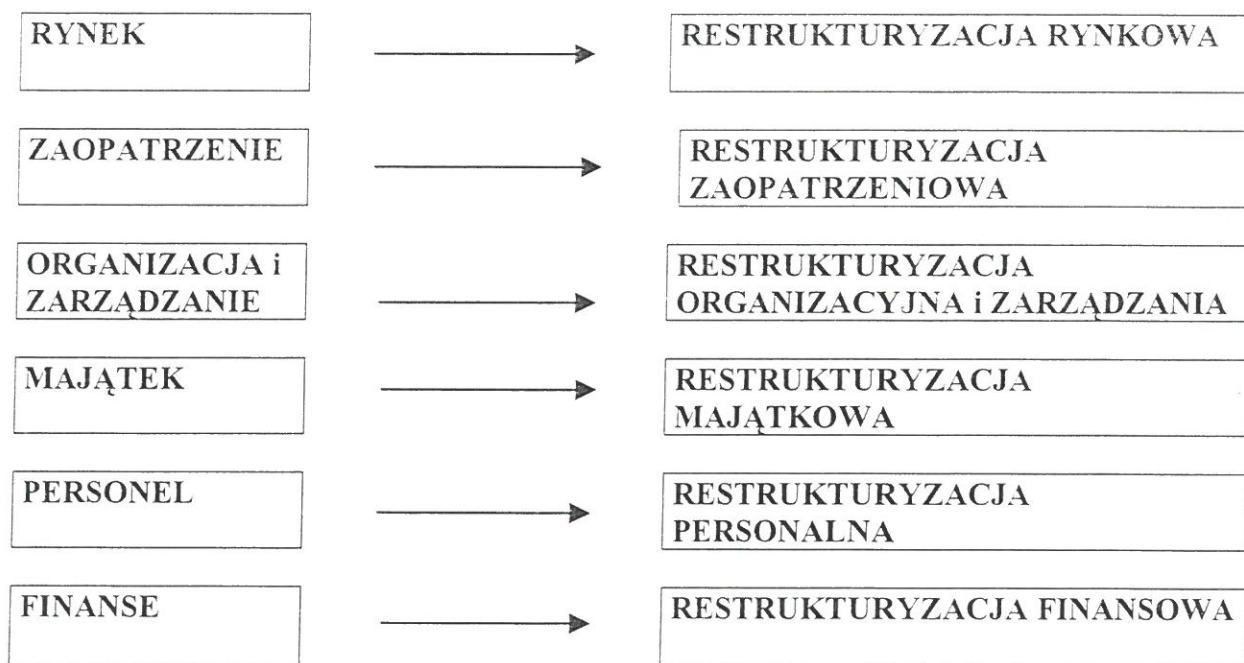 RYNEK
RESTRUKTURYZACJA RYNKOWA
ZAOPATRZENIE
RESTRUKTURYZACJA
ZAOPATRZENIOWA
ORGANIZACJA i
ZARZĄDZANIE
RESTRUKTURYZACJA
ORGANIZACYJNA i ZARZĄDZANIA
MAJĄTEK
RESTRUKTURYZACJA
MAJĄTKOWA
PERSONEL
RESTRUKTURYZACJA
PERSONALNA
FINANSE
RESTRUKTURYZACJA FINANSOWA